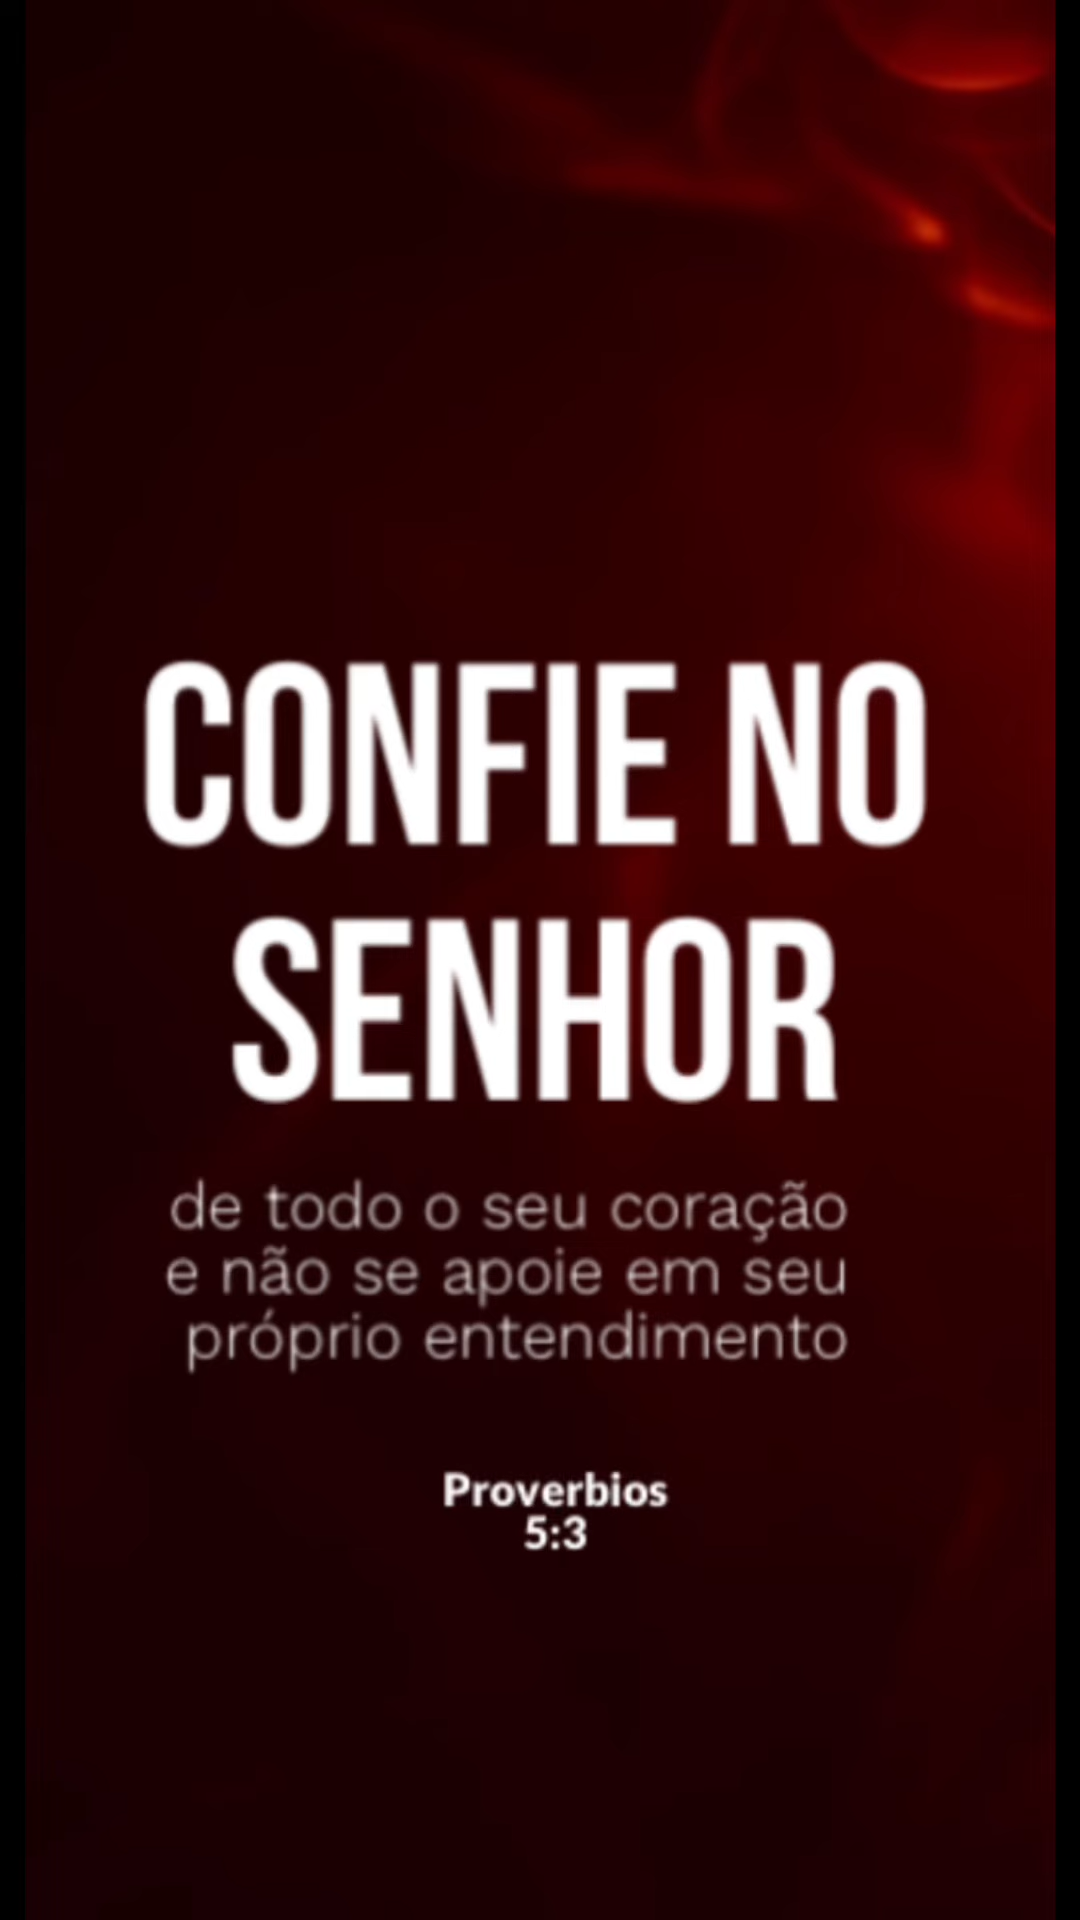 CONFIE NO
SENHOR
de todo o seu coração
e não se apoie em seu
próprio entendimento
Proverbios
5:3